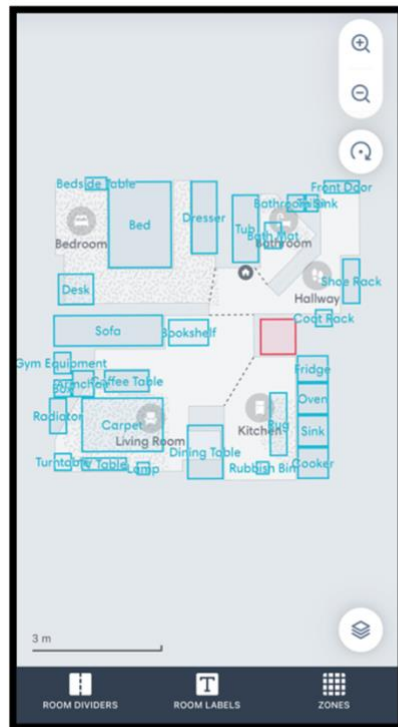 Bedside Table
Front Door
Bathroom Sink
Bed
Dresser
Tub
Bath Mat
Bedroom
Bathroom
Shoe Rack
Hallway
Desk
Coat Rack
Sofa
Bookshelf
Gym Equipment
Fridge
Armchair
Coffee Table
Radiator
Carpet
Rug
Oven
Living Room
Kitchen
Sink
Dining Table
Turntable
TV Table
Lamp
Rubbish Bin
Cooker
3 m
ROOM DIVIDERS
ROOM LABELS
ZONES